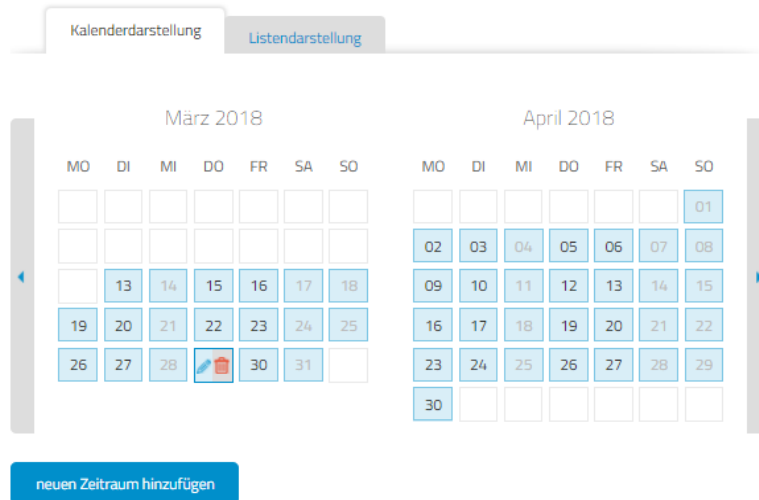 Kalenderdarstellung
Listendarstellung
März 2018
MO DI MI DO FR SA SO
13 14 15 16 17 18
19 20 21 22 23 24 25
26 27 28 30 31
April 2018
MO DI MI DO FR SA SO
01
02 03 04 05 06 07 08
09 10 11 12 13 14 15
16 17 18 19 20 21 22
23 24 25 26 27 28 29
30
neuen Zeitraum hinzufügen